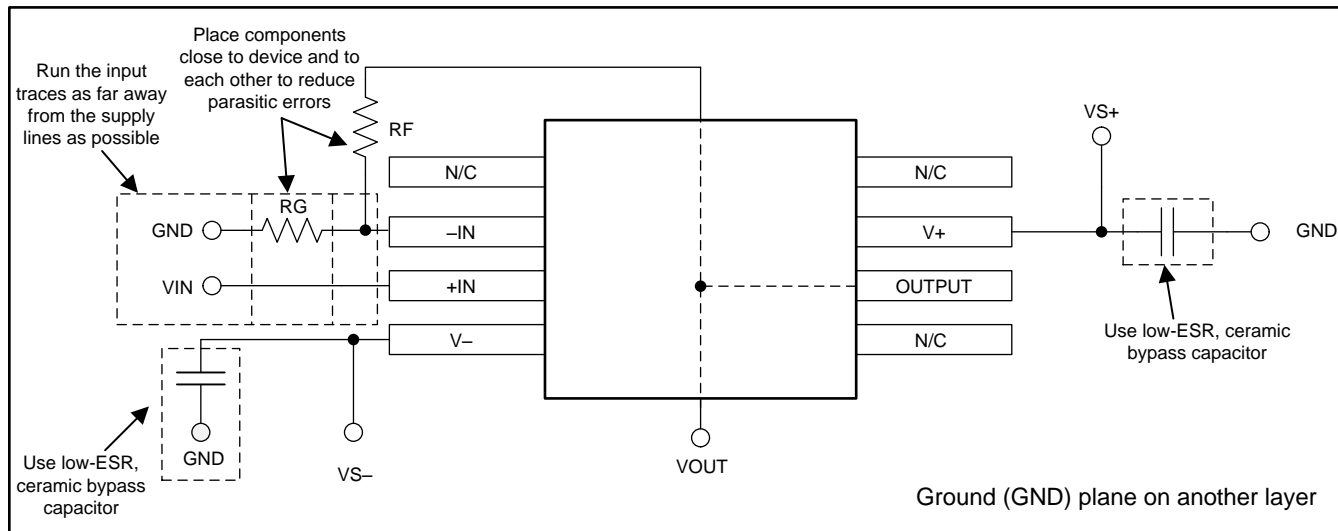 Place components
close to device and to
each other to reduce
parasitic errors
Run the input
traces as far away
from the supply
lines as possible
RF
VS+
N/C
N/C
RG
GND
–IN
V+
GND
VIN
+IN
OUTPUT
V–
N/C
Use low-ESR, ceramic
bypass capacitor
GND
Use low-ESR,
ceramic bypass
capacitor
VS–
VOUT
Ground (GND) plane on another layer